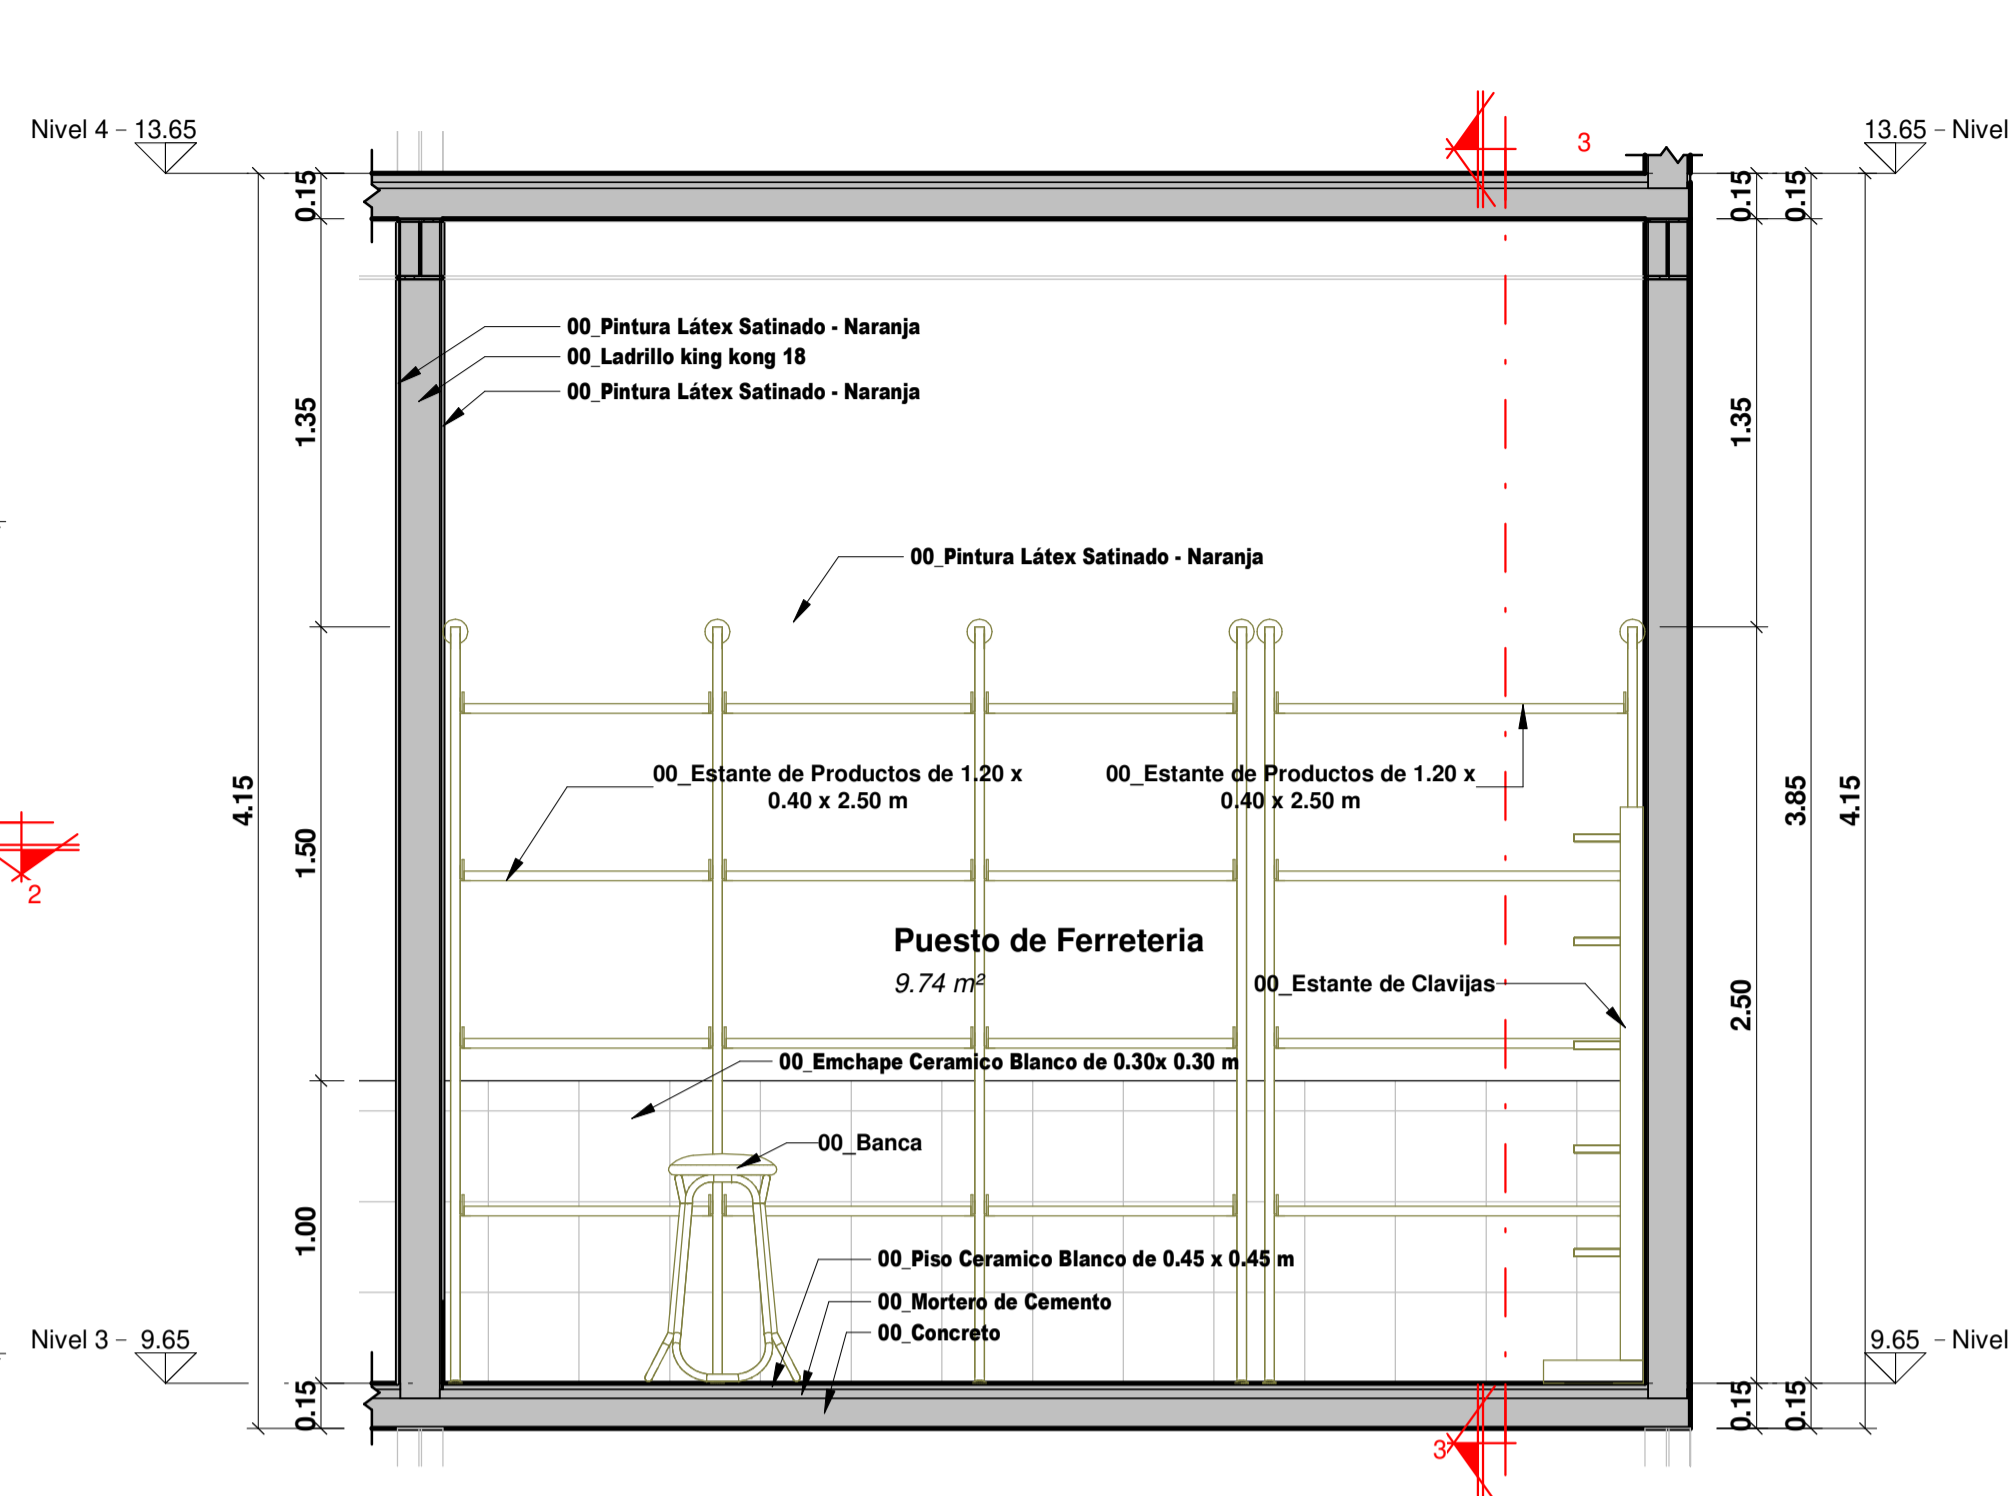 Nivel 4 – 13.65
13.65 – Nivel
3
0.15
0.15
0.15
00_Pintura Látex Satinado - Naranja
00_Ladrillo king kong 18
00_Pintura Látex Satinado - Naranja
1.35
1.35
00_Pintura Látex Satinado - Naranja
00_Estante de Productos de 1.20 x
0.40 x 2.50 m
00_Estante de Productos de 1.20 x
0.40 x 2.50 m
4.15
1.50
3.85
4.15
2
Puesto de Ferreteria
9.74 m²
00_Estante de Clavijas
2.50
00_Emchape Ceramico Blanco de 0.30x 0.30 m
00_Banca
1.00
00_Piso Ceramico Blanco de 0.45 x 0.45 m
00_Mortero de Cemento
00_Concreto
Nivel 3 – 9.65
9.65 – Nivel
0.15
0.15
0.15
3